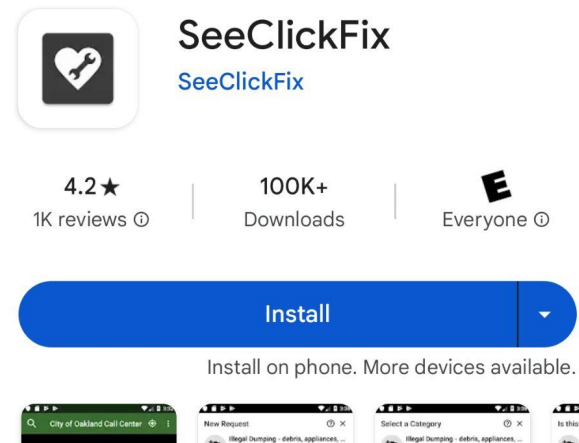 SeeClickFix
SeeClickFix
4.2★
100K+
E
1K reviews
Downloads
Everyone
Install
Install on phone. More devices available.
City of Oakland Call Center
New Request
Select a Category
Is this
Illegal Dumping - debris, appliances, ...
Illegal Dumping - debris, appliances, ...